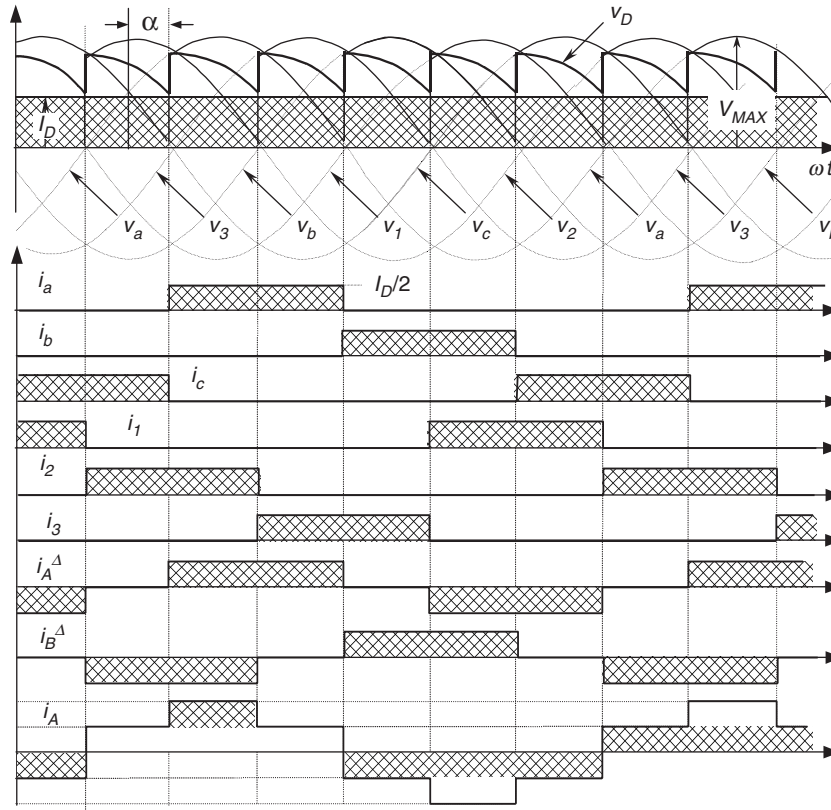 α
v_D
I_D
V_MAX
ωt
v_a v_3 v_b v_1 v_c v_2 v_a v_3
i_a
I_D/2
i_b
i_c
i_1
i_2
i_3
i_A^Δ
i_B^Δ
i_A